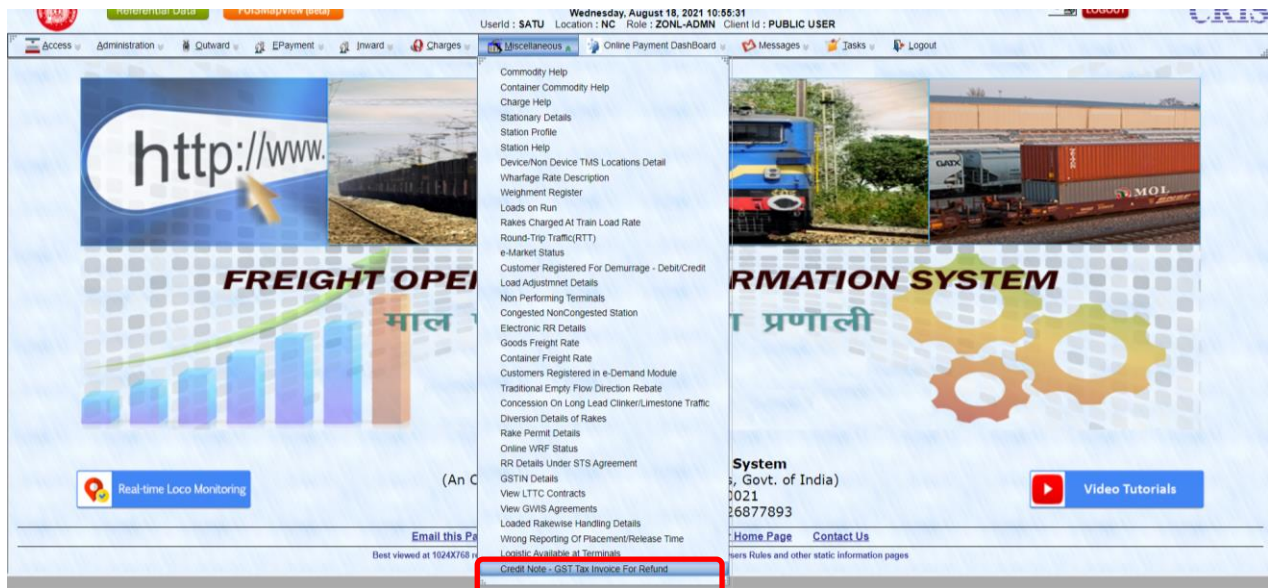 Referential Data
FOISMapView (Beta)
Wednesday, August 18, 2021 10:55:31
UserId : SATU Location : NC Role : ZONL-ADMN Client Id : PUBLIC USER
LOGOUT
CRIS
Access Administration Outward EPayment Inward Charges Miscellaneous Online Payment DashBoard Messages Tasks Logout
Commodity Help
Container Commodity Help
Charge Help
Stationary Details
Station Profile
Station Help
Device/Non Device TMS Locations Detail
Wharfage Rate Description
Weighment Register
Loads on Run
Rakes Charged At Train Load Rate
Round-Trip Traffic(RTT)
e-Market Status
Customer Registered For Demurrage - Debit/Credit
Load Adjustmnet Details
Non Performing Terminals
Congested NonCongested Station
Electronic RR Details
Goods Freight Rate
Container Freight Rate
Customers Registered in e-Demand Module
Traditional Empty Flow Direction Rebate
Concession On Long Lead Clinker/Limestone Traffic
Diversion Details of Rakes
Rake Permit Details
Online WRF Status
RR Details Under STS Agreement
GSTIN Details
View LTTC Contracts
View GWIS Agreements
Loaded Rakewise Handling Details
Wrong Reporting Of Placement/Release Time
Logistic Available at Terminals
Credit Note - GST Tax Invoice For Refund
http://www.
GATX
MOL
FREIGHT OPE RMATION SYSTEM
माल प्रणाली
Real-time Loco Monitoring
System
(An s, Govt. of India)
0021
26877893
Video Tutorials
Email this Pa Home Page Contact Us
Best viewed at 1024X768 sers Rules and other static information pages